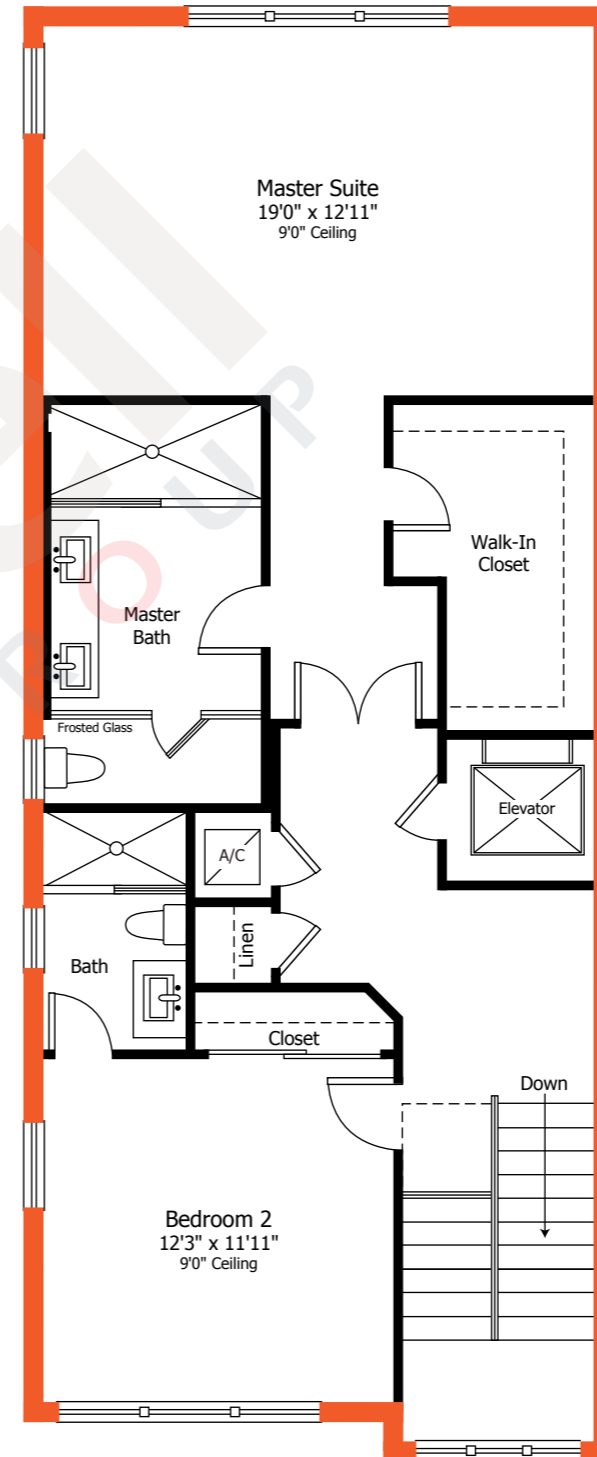 Master Suite
19'0" x 12'11"
9'0" Ceiling
Walk-In
Closet
Master
Bath
Frosted Glass
Elevator
A/C
Linen
Bath
Closet
Down
Bedroom 2
12'3" x 11'11"
9'0" Ceiling
ROUP